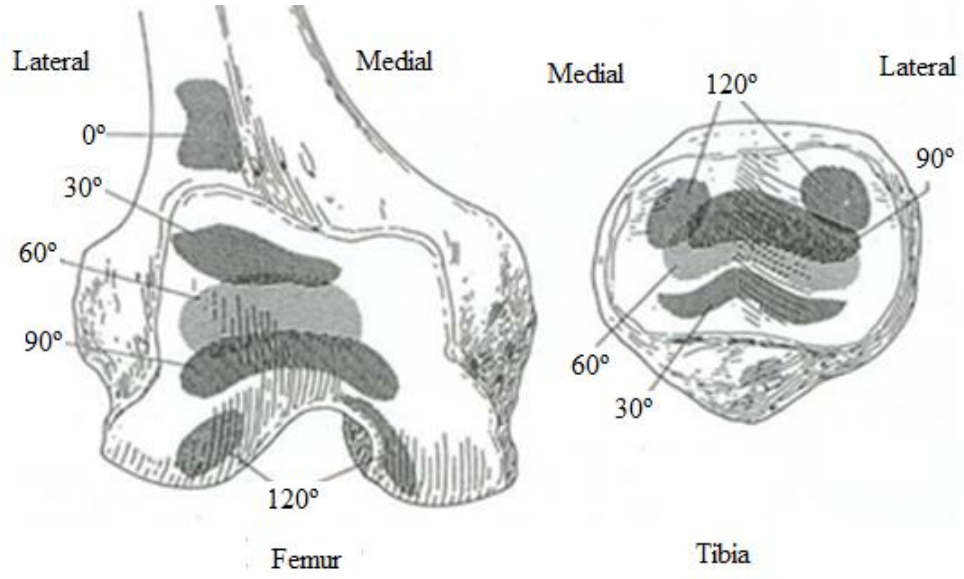 Lateral
Medial
0º
30º
60º
90º
120º
Femur
Medial
Lateral
120º
90º
60º
30º
Tibia